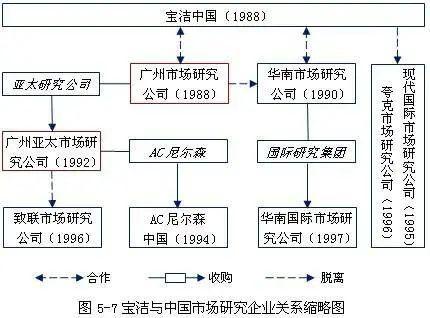 宝洁中国（1988）
亚太研究公司
广州市场研究
公司（1988）
华南市场研究
公司（1990）
现代国际市场研究公司（1995）
夸克市场研究公司（1996）
广州亚太市场研
究公司（1992）
AC尼尔森
国际研究集团
致联市场研究
公司（1996）
AC尼尔森
中国（1994）
华南国际市场研
究公司（1997）
合作
收购
脱离
图 5-7 宝洁与中国市场研究企业关系缩略图